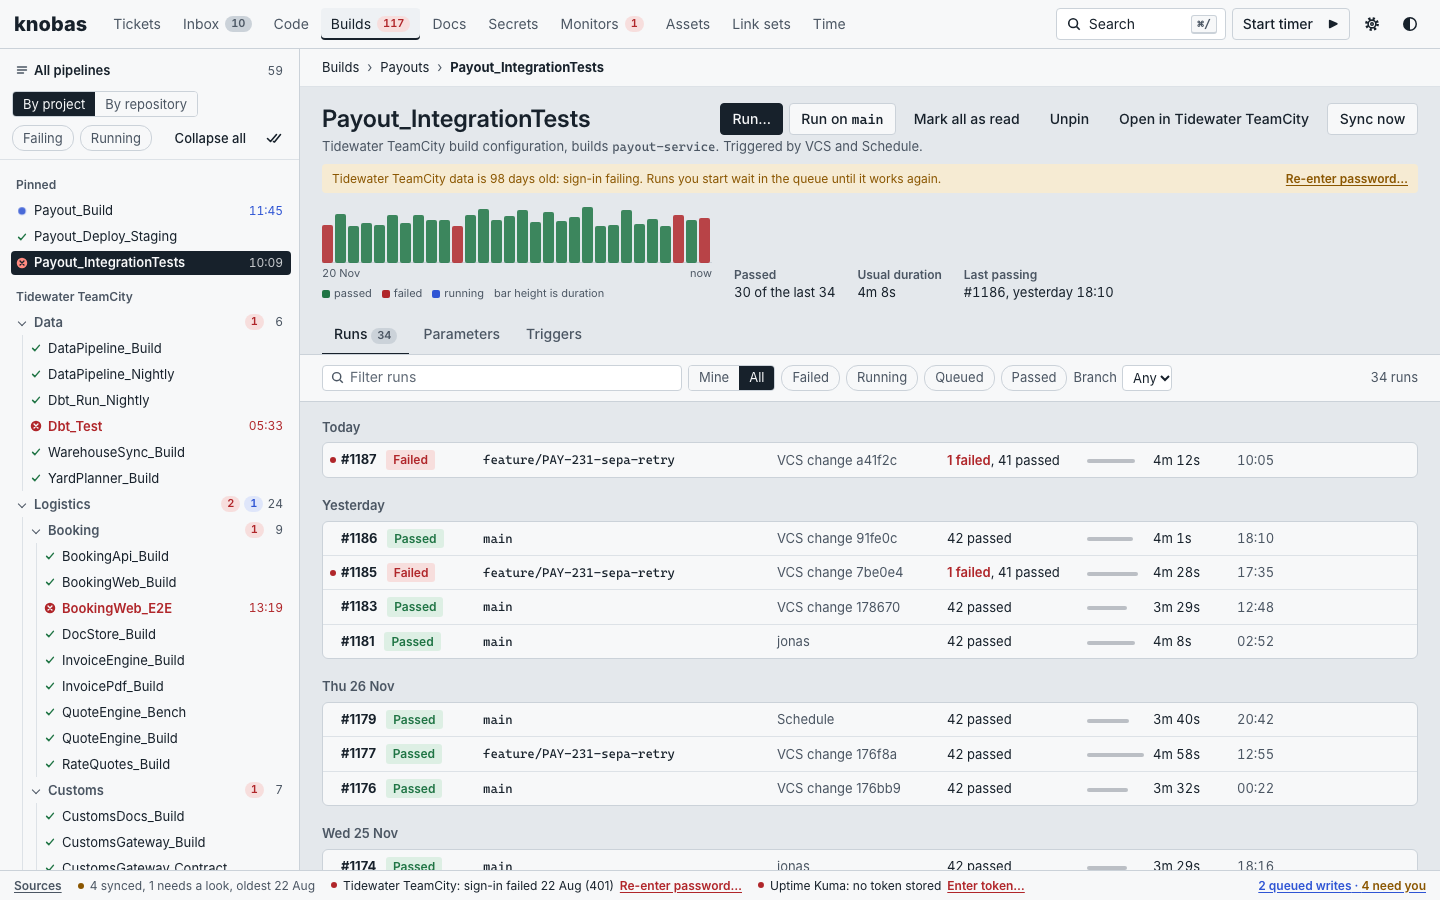 knobas
Tickets
Inbox 10
Code
Builds 117
Docs
Secrets
Monitors 1
Assets
Link sets
Time
Search ⌘/
Start timer
All pipelines 59
By project
By repository
Failing
Running
Collapse all
Pinned
Payout_Build 11:45
Payout_Deploy_Staging
Payout_IntegrationTests 10:09
Tidewater TeamCity
Data 1 6
DataPipeline_Build
DataPipeline_Nightly
Dbt_Run_Nightly
Dbt_Test 05:33
WarehouseSync_Build
YardPlanner_Build
Logistics 2 1 24
Booking 1 9
BookingApi_Build
BookingWeb_Build
BookingWeb_E2E 13:19
DocStore_Build
InvoiceEngine_Build
InvoicePdf_Build
QuoteEngine_Bench
QuoteEngine_Build
RateQuotes_Build
Customs 1 7
CustomsDocs_Build
CustomsGateway_Build
CustomsGateway_Contract
Builds › Payouts › Payout_IntegrationTests
Payout_IntegrationTests
Run...
Run on main
Mark all as read
Unpin
Open in Tidewater TeamCity
Sync now
Tidewater TeamCity build configuration, builds payout-service. Triggered by VCS and Schedule.
Tidewater TeamCity data is 98 days old: sign-in failing. Runs you start wait in the queue until it works again. Re-enter password...
20 Nov now
passed failed running bar height is duration
Passed
30 of the last 34
Usual duration
4m 8s
Last passing
#1186, yesterday 18:10
Runs 34
Parameters
Triggers
Filter runs
Mine
All
Failed
Running
Queued
Passed
Branch Any
34 runs
Today
#1187 Failed feature/PAY-231-sepa-retry VCS change a41f2c 1 failed, 41 passed 4m 12s 10:05
Yesterday
#1186 Passed main VCS change 91fe0c 42 passed 4m 1s 18:10
#1185 Failed feature/PAY-231-sepa-retry VCS change 7be0e4 1 failed, 41 passed 4m 28s 17:35
#1183 Passed main VCS change 178670 42 passed 3m 29s 12:48
#1181 Passed main jonas 42 passed 4m 8s 02:52
Thu 26 Nov
#1179 Passed main Schedule 42 passed 3m 40s 20:42
#1177 Passed feature/PAY-231-sepa-retry VCS change 176f8a 42 passed 4m 58s 12:55
#1176 Passed main VCS change 176bb9 42 passed 3m 32s 00:22
Wed 25 Nov
#1174 Passed main jonas 42 passed 3m 29s 18:16
Sources
4 synced, 1 needs a look, oldest 22 Aug
Tidewater TeamCity: sign-in failed 22 Aug (401) Re-enter password...
Uptime Kuma: no token stored Enter token...
2 queued writes · 4 need you